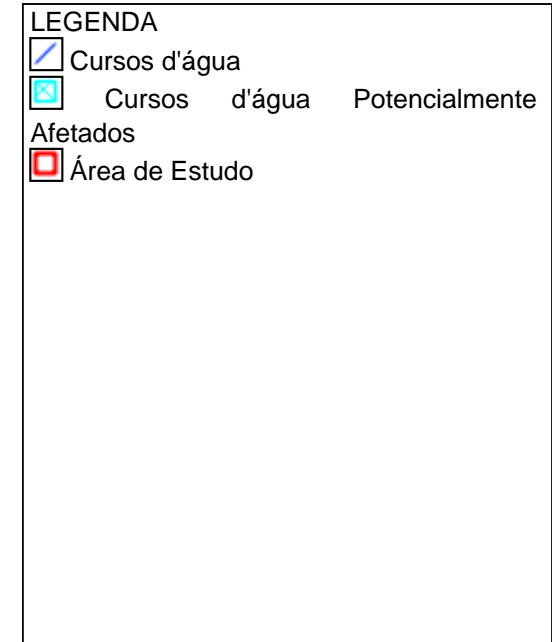 LEGENDA
Cursos d'água
Cursos d'água Potencialmente
Afetados
Área de Estudo